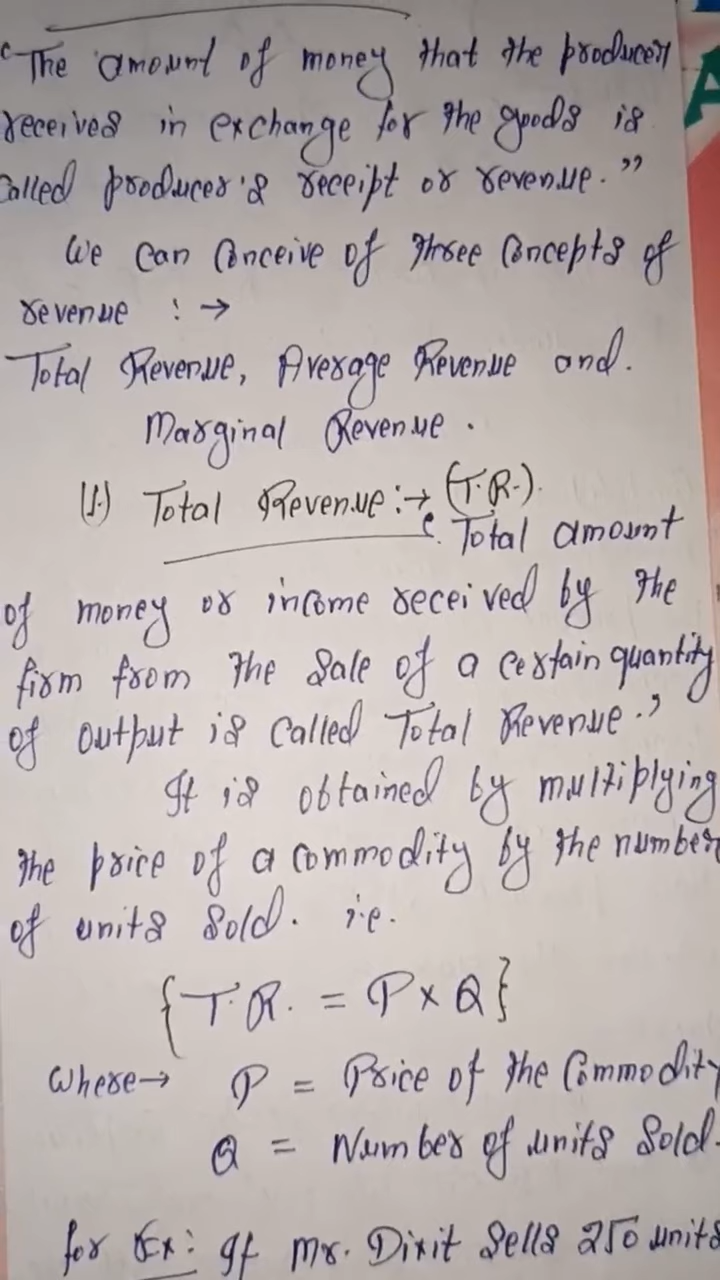 "The amount of money that the producer
received in exchange for the goods is
Called producer's receipt or revenue."
We can Conceive of three Concepts of
revenue :→
Total Revenue, Average Revenue and.
Marginal Revenue.
(1.) Total Revenue:→ (T.R.).
"Total amount
of money or income received by the
firm from the Sale of a certain quantity
of output is Called Total Revenue."
It is obtained by multiplying
the price of a Commodity by the number
of units Sold. i.e.
{T.R. = P×Q}
Where→ P = Price of the Commodity
Q = Number of units Sold.
for Ex: If Mr. Dixit Sells 250 units
A